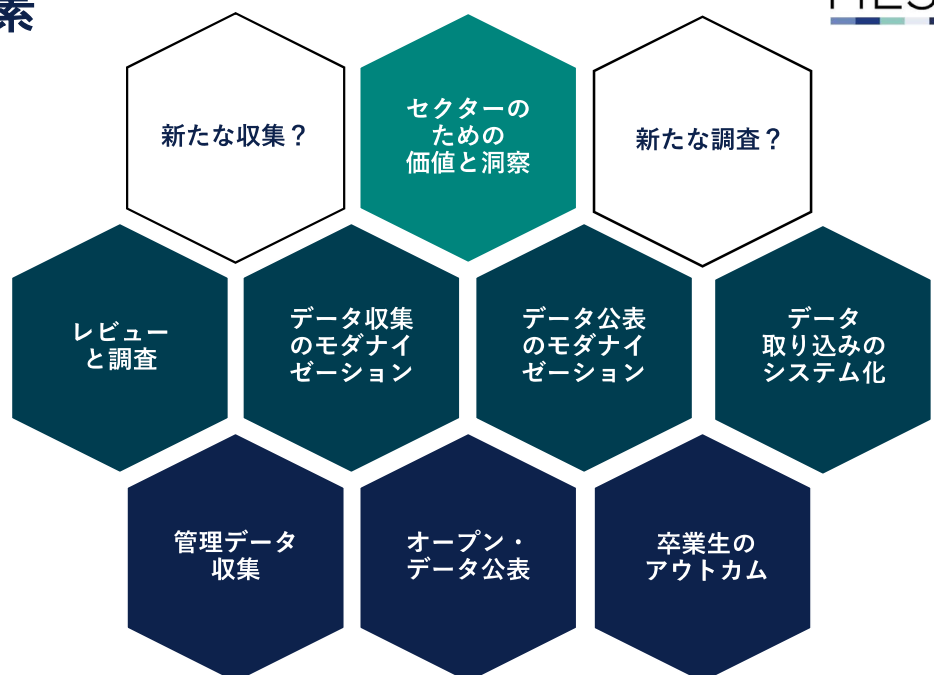 素
HES
新たな収集？
セクターの
ための
価値と洞察
新たな調査？
レビュー
と調査
データ収集
のモダナイ
ゼーション
データ公表
のモダナイ
ゼーション
データ
取り込みの
システム化
管理データ
収集
オープン・
データ公表
卒業生の
アウトカム